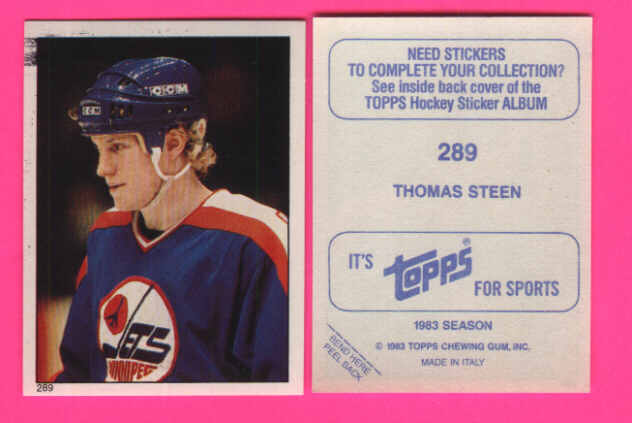 CCM
CCM
JETS
WINNIPEG
289
NEED STICKERS
TO COMPLETE YOUR COLLECTION?
See inside back cover of the
TOPPS Hockey Sticker ALBUM
289
THOMAS STEEN
IT'S topps® FOR SPORTS
1983 SEASON
© 1983 TOPPS CHEWING GUM, INC.
MADE IN ITALY
BEND HERE
PEEL BACK